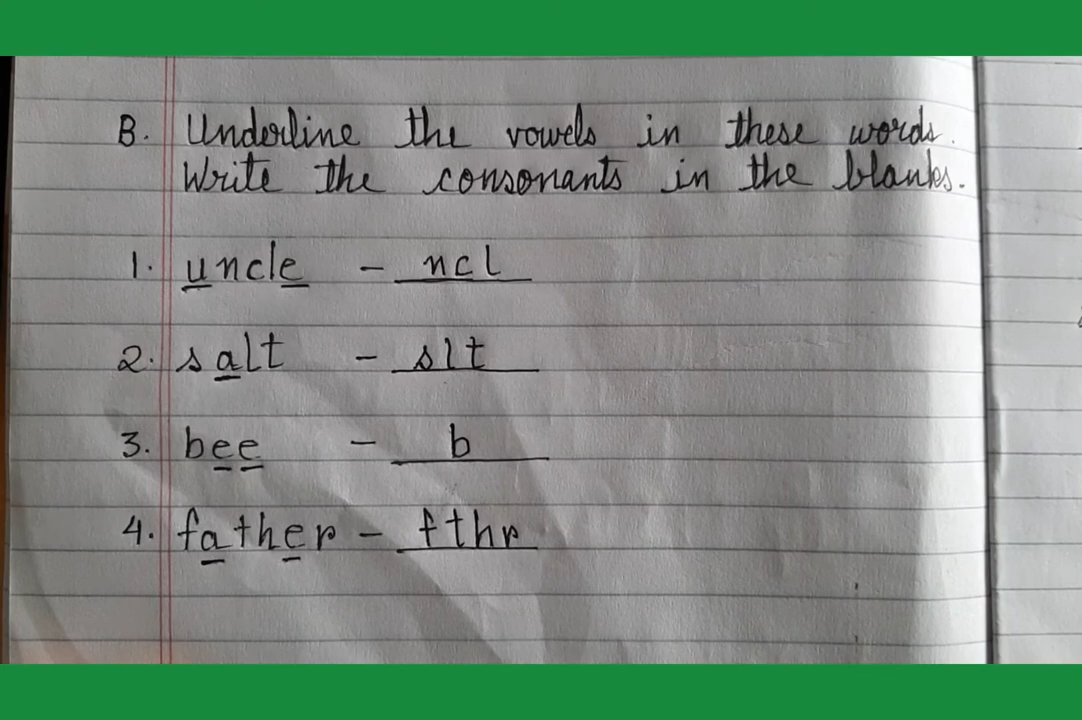 B. Underline the vowels in these words.
Write the consonants in the blanks.
1. uncle - ncl
2. salt - slt
3. bee - b
4. father - fthr